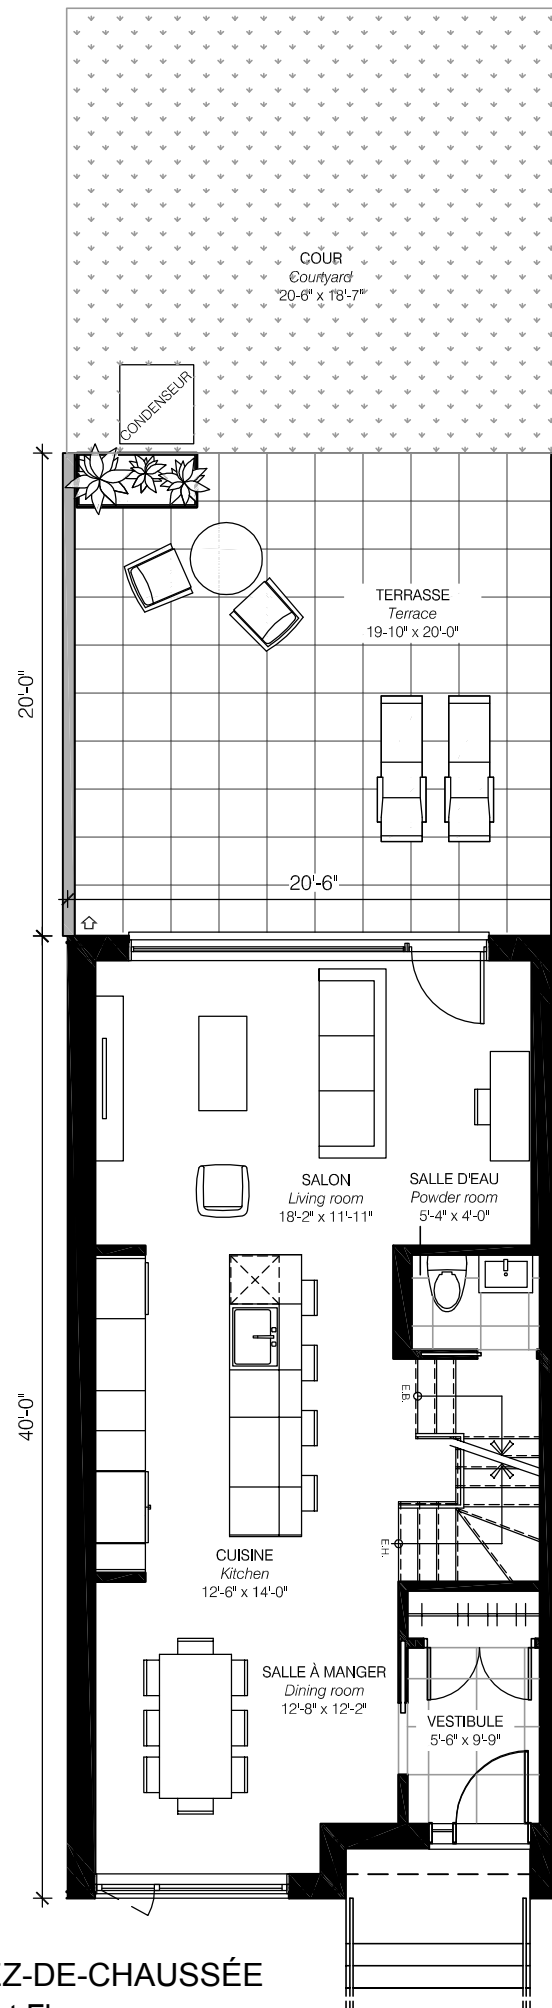 COUR
Courtyard
20-6" x 18'-7"
CONDENSEUR
TERRASSE
Terrace
19-10" x 20'-0"
20'-0"
20'-6"
SALON
Living room
18'-2" x 11'-11"
SALLE D'EAU
Powder room
5'-4" x 4'-0"
E.B.
40'-0"
E.H.
CUISINE
Kitchen
12'-6" x 14'-0"
SALLE À MANGER
Dining room
12'-8" x 12'-2"
VESTIBULE
5'-6" x 9'-9"
EZ-DE-CHAUSSÉE